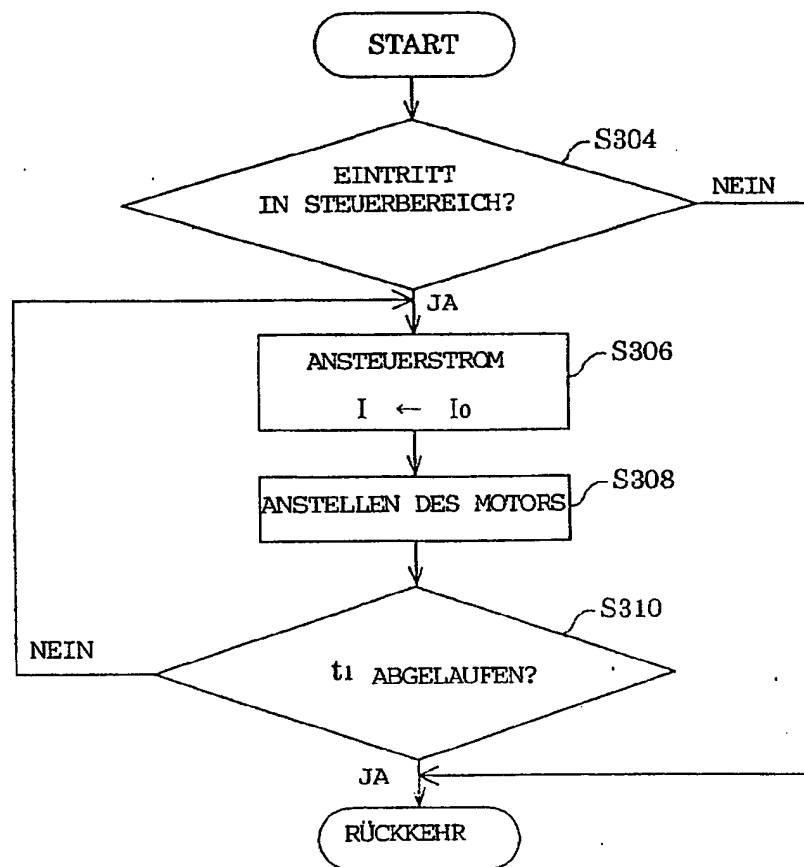 START
S304
EINTRITT
IN STEUERBEREICH?
NEIN
JA
ANSTEUERSTROM
I ← I0
S306
ANSTELLEN DES MOTORS
S308
S310
NEIN
t1 ABGELAUFEN?
JA
RÜCKKEHR